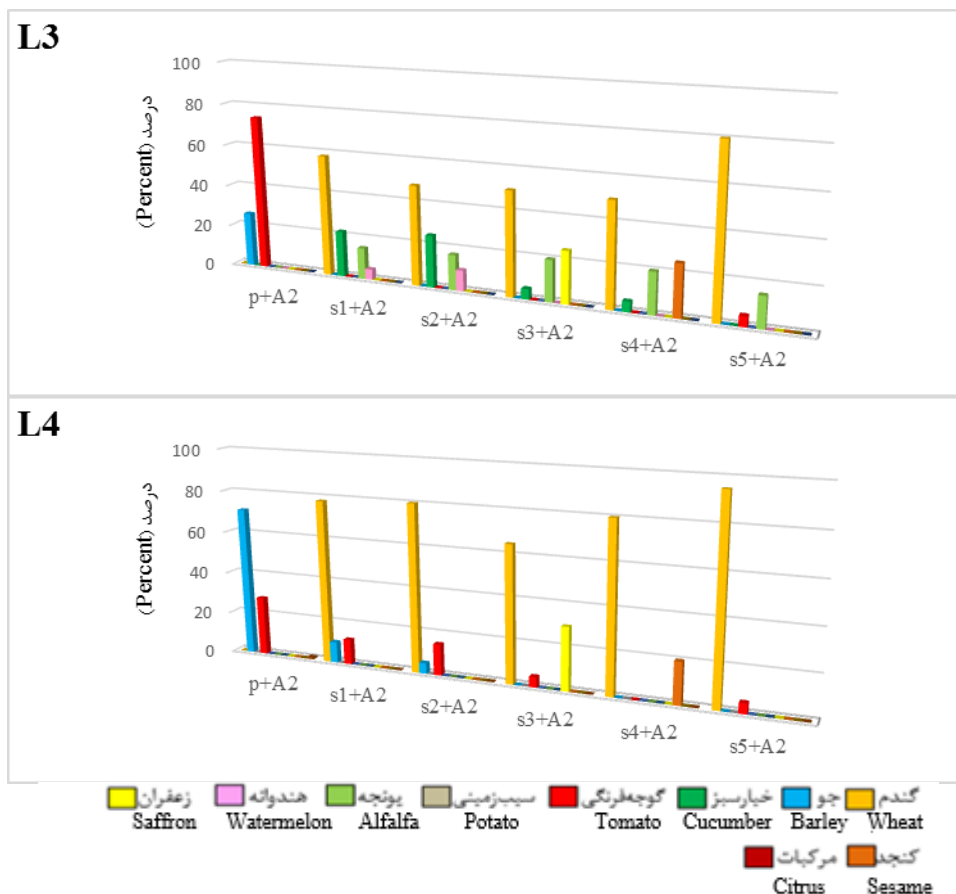 L3
100
80
60
40
20
0
درصد (Percent)
p+A2
s1+A2
s2+A2
s3+A2
s4+A2
s5+A2
L4
100
80
60
40
20
0
درصد (Percent)
p+A2
s1+A2
s2+A2
s3+A2
s4+A2
s5+A2
گندم جو خیارسبز گوجه‌فرنگی سیب‌زمینی یونجه هندوانه زعفران
Saffron Watermelon Alfalfa Potato Tomato Cucumber Barley Wheat
کنجد مرکبات
Citrus Sesame